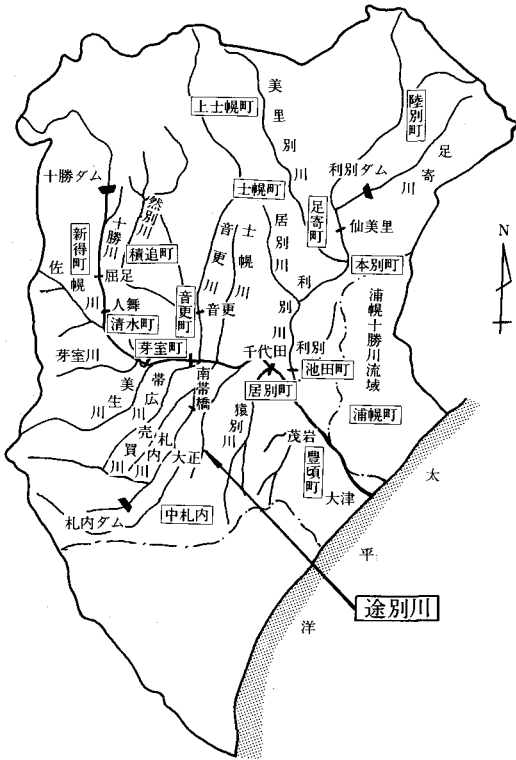 美里別川
上士幌町
陸別町
足寄川
十勝ダム
利別ダム
N
然別川
士幌町
足寄町
仙美里
新得町
十勝川
積追町
音更川
士幌川
居別川
利別川
本別町
佐幌川
屈足
人舞
音更町
音更
浦幌十勝川流域
清水町
芽室町
千代田
利別
池田町
芽室川
美生川
帯広川
南帯橋
居別町
猿別川
浦幌町
売買川
札内川
大正
茂岩
豊頃町
大津
太平洋
札内ダム
中札内
途別川